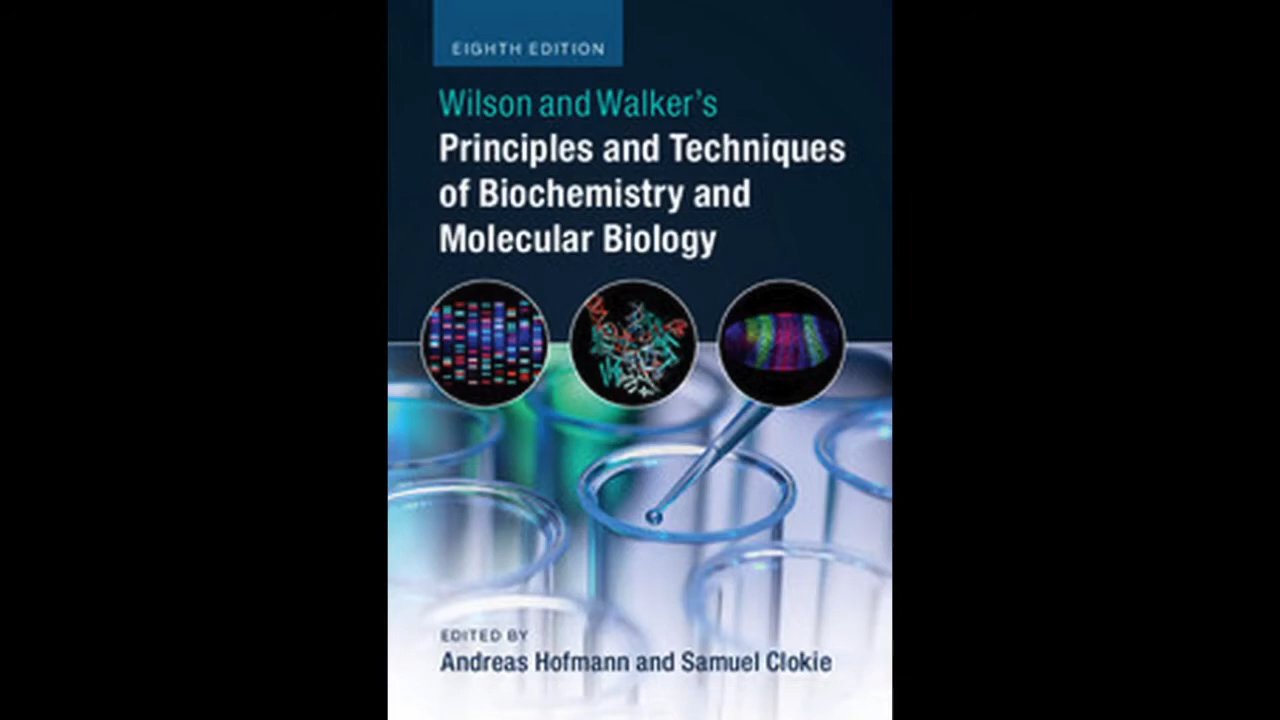 EIGHTH EDITION
Wilson and Walker's
Principles and Techniques
of Biochemistry and
Molecular Biology
EDITED BY
Andreas Hofmann and Samuel Clokie